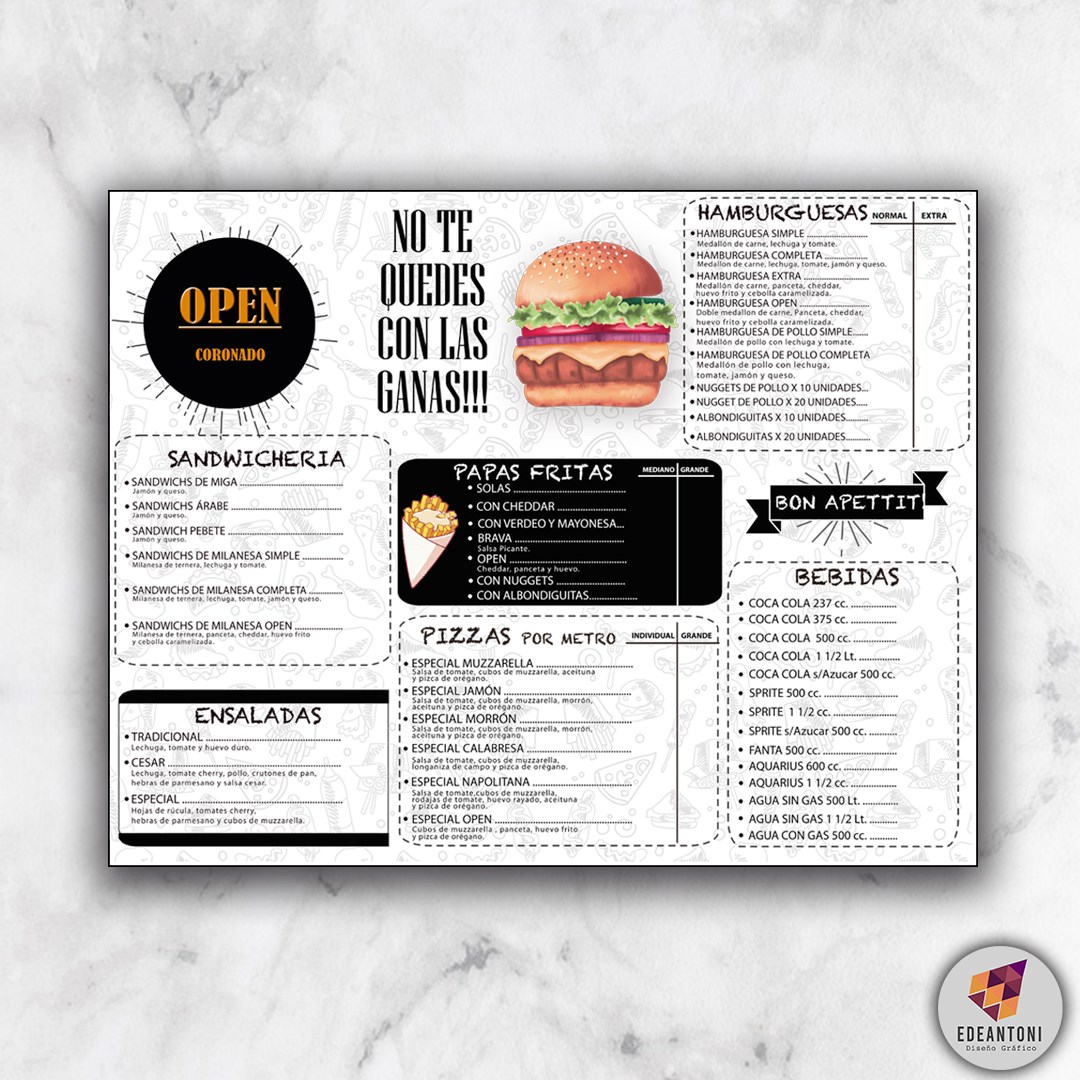 OPEN
CORONADO
NO TE
QUEDES
CON LAS
GANAS!!!
HAMBURGUESAS NORMAL EXTRA
•HAMBURGUESA SIMPLE ......................
Medallón de carne, lechuga y tomate.
•HAMBURGUESA COMPLETA ................
Medallon de carne, lechuga, tomate, jamón y queso.
•HAMBURGUESA EXTRA ......................
Medallón de carne, panceta, cheddar,
huevo frito y cebolla caramelizada.
•HAMBURGUESA OPEN .......................
Doble medallon de carne, Panceta, cheddar,
huevo frito y cebolla caramelizada.
•HAMBURGUESA DE POLLO SIMPLE......
Medallón de pollo con lechuga y tomate.
•HAMBURGUESA DE POLLO COMPLETA
Medallón de pollo con lechuga,
tomate, jamón y queso.
•NUGGETS DE POLLO X 10 UNIDADES...
•NUGGET DE POLLO X 20 UNIDADES.....
•ALBONDIGUITAS X 10 UNIDADES........
•ALBONDIGUITAS X 20 UNIDADES.........
SANDWICHERIA
•SANDWICHS DE MIGA ..............................
Jamón y queso.
•SANDWICHS ÁRABE ................................
Jamón y queso.
•SANDWICH PEBETE .................................
Jamón y queso.
•SANDWICHS DE MILANESA SIMPLE .............
Milanesa de ternera, lechuga y tomate.
•SANDWICHS DE MILANESA COMPLETA ...........
Milanesa de ternera, lechuga, tomate, jamón y queso.
•SANDWICHS DE MILANESA OPEN ................
Milanesa de ternera, panceta, cheddar, huevo frito
y cebolla caramelizada.
PAPAS FRITAS MEDIANO GRANDE
• SOLAS ..............................
• CON CHEDDAR ....................
• CON VERDEO Y MAYONESA...
• BRAVA ..............................
Salsa Picante.
• OPEN ................................
Cheddar, panceta y huevo.
• CON NUGGETS ....................
• CON ALBONDIGUITAS......................
BON APETTIT
ENSALADAS
•TRADICIONAL .......................................
Lechuga, tomate y huevo duro.
•CESAR ................................................
Lechuga, tomate cherry, pollo, crutones de pan,
hebras de parmesano y salsa cesar.
•ESPECIAL .............................................
Hojas de rúcula, tomates cherry,
hebras de parmesano y cubos de muzzarella.
PIZZAS POR METRO INDIVIDUAL GRANDE
•ESPECIAL MUZZARELLA ............................
Salsa de tomate, cubos de muzzarella, aceituna
y pizca de orégano.
•ESPECIAL JAMÓN ....................................
Salsa de tomate, cubos de muzzarella, morrón,
aceituna y pizca de orégano.
•ESPECIAL MORRÓN .................................
Salsa de tomate, cubos de muzzarella, morrón,
aceituna y pizca de orégano.
•ESPECIAL CALABRESA ..............................
Salsa de tomate, cubos de muzzarella,
longaniza de campo y pizca de orégano.
•ESPECIAL NAPOLITANA ............................
Salsa de tomate,cubos de muzzarella,
rodajas de tomate, huevo rayado, aceituna
y pizca de orégano.
•ESPECIAL OPEN ......................................
Cubos de muzzarella , panceta, huevo frito
y pizca de orégano.
BEBIDAS
• COCA COLA 237 cc. ................
• COCA COLA 375 cc. ................
• COCA COLA 500 cc. ...............
• COCA COLA 1 1/2 Lt. ..............
• COCA COLA s/Azucar 500 cc.
• SPRITE 500 cc. .......................
• SPRITE 1 1/2 cc. .....................
• SPRITE s/Azucar 500 cc. ..........
• FANTA 500 cc. ........................
• AQUARIUS 600 cc. ..................
• AQUARIUS 1 1/2 cc. ................
• AGUA SIN GAS 500 Lt. ............
• AGUA SIN GAS 1 1/2 Lt. ..........
• AGUA CON GAS 500 cc. .........
EDEANTONI
Diseño Gráfico